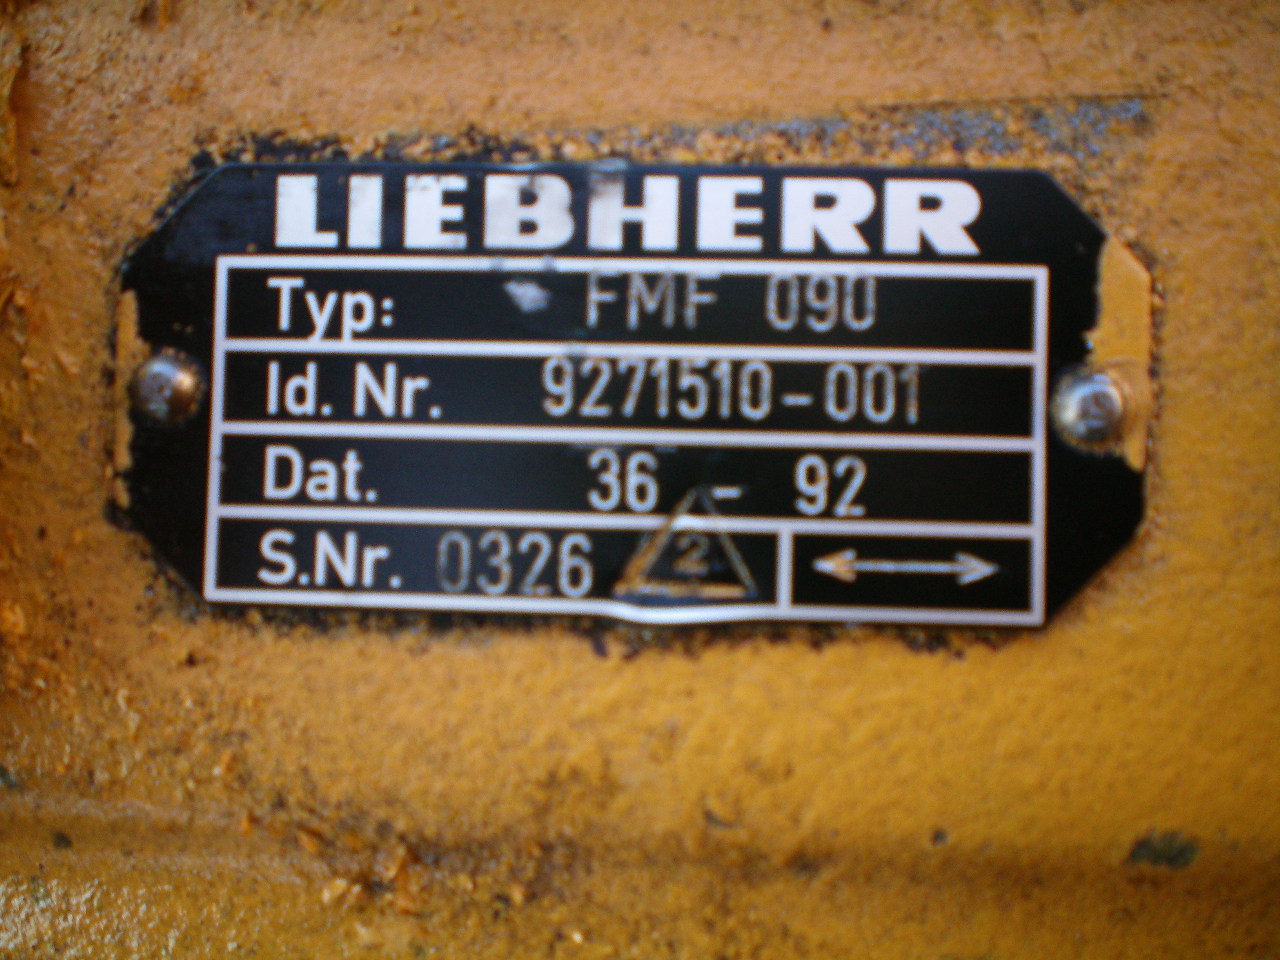 LIEBHERR
Typ: FMF 090
Id. Nr. 9271510-001
Dat. 36 - 92
S.Nr. 0326 2